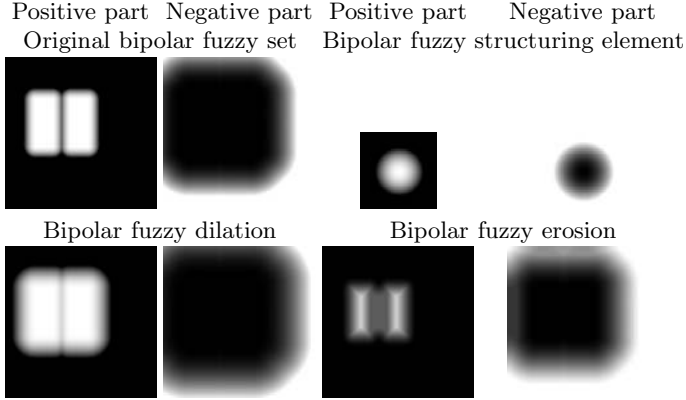 Positive part Negative part Positive part Negative part
Original bipolar fuzzy set Bipolar fuzzy structuring element
Bipolar fuzzy dilation Bipolar fuzzy erosion